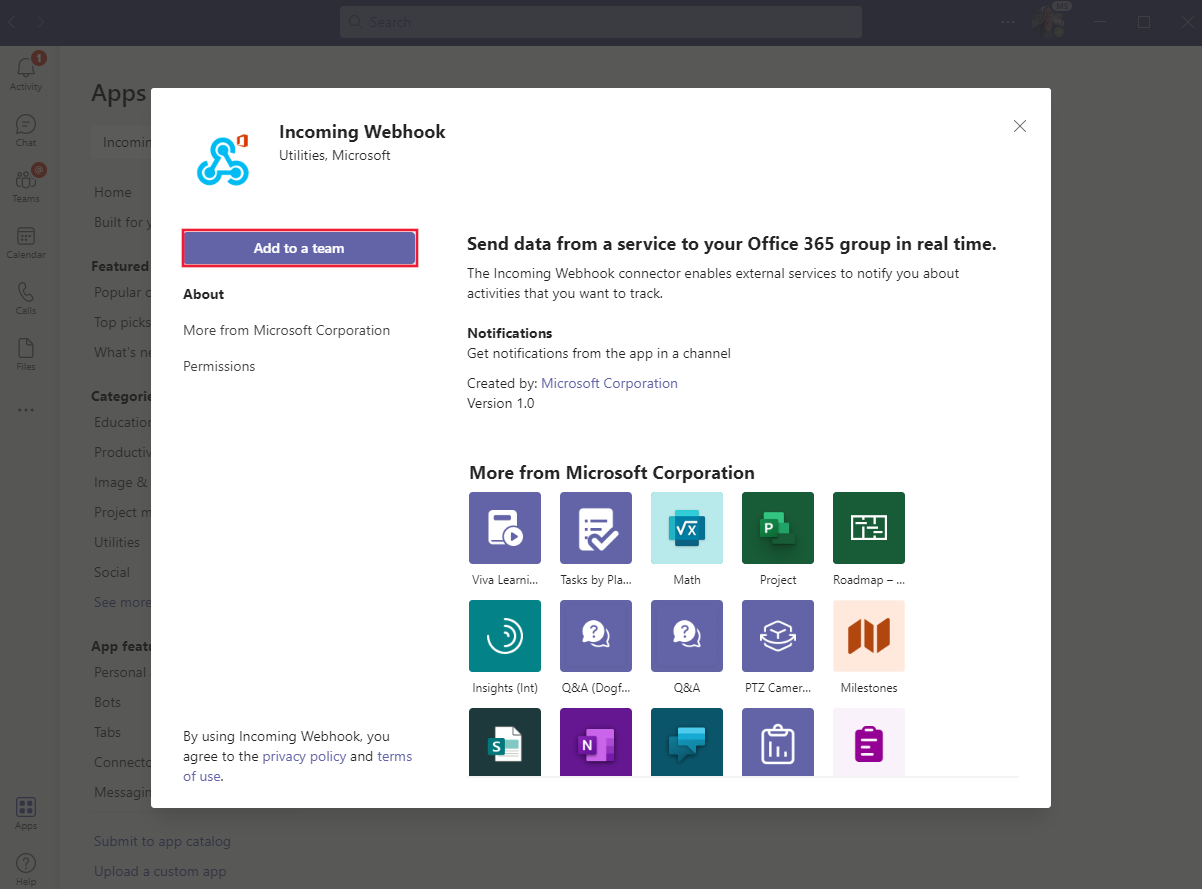 Search
MS
1
Activity
Chat
@
Teams
Calendar
Calls
Files
Apps
Help
Apps
Incomin
Home
Built for y
Featured
Popular
Top picks
What's ne
Categorie
Education
Productiv
Image &
Project m
Utilities
Social
See more
App featu
Personal
Bots
Tabs
Connecto
Messagin
Submit to app catalog
Upload a custom app
Incoming Webhook
Utilities, Microsoft
Add to a team
About
More from Microsoft Corporation
Permissions
By using Incoming Webhook, you
agree to the privacy policy and terms
of use.
Send data from a service to your Office 365 group in real time.
The Incoming Webhook connector enables external services to notify you about
activities that you want to track.
Notifications
Get notifications from the app in a channel
Created by: Microsoft Corporation
Version 1.0
More from Microsoft Corporation
√x P
Viva Learni... Tasks by Pla... Math Project Roadmap – ...
? ?
Insights (Int) Q&A (Dogf... Q&A PTZ Camer... Milestones
S N